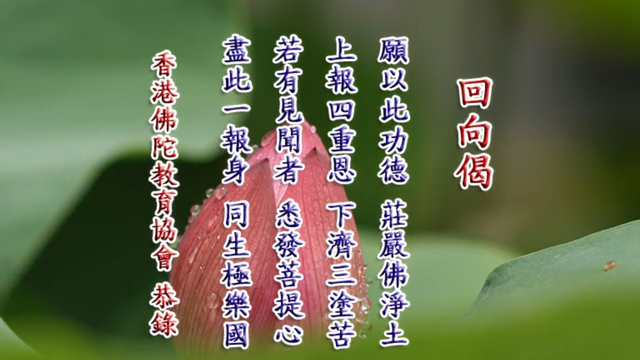 回向偈
願以此功德 莊嚴佛淨土
上報四重恩 下濟三塗苦
若有見聞者 悉發菩提心
盡此一報身 同生極樂國
香港佛陀教育協會 恭錄